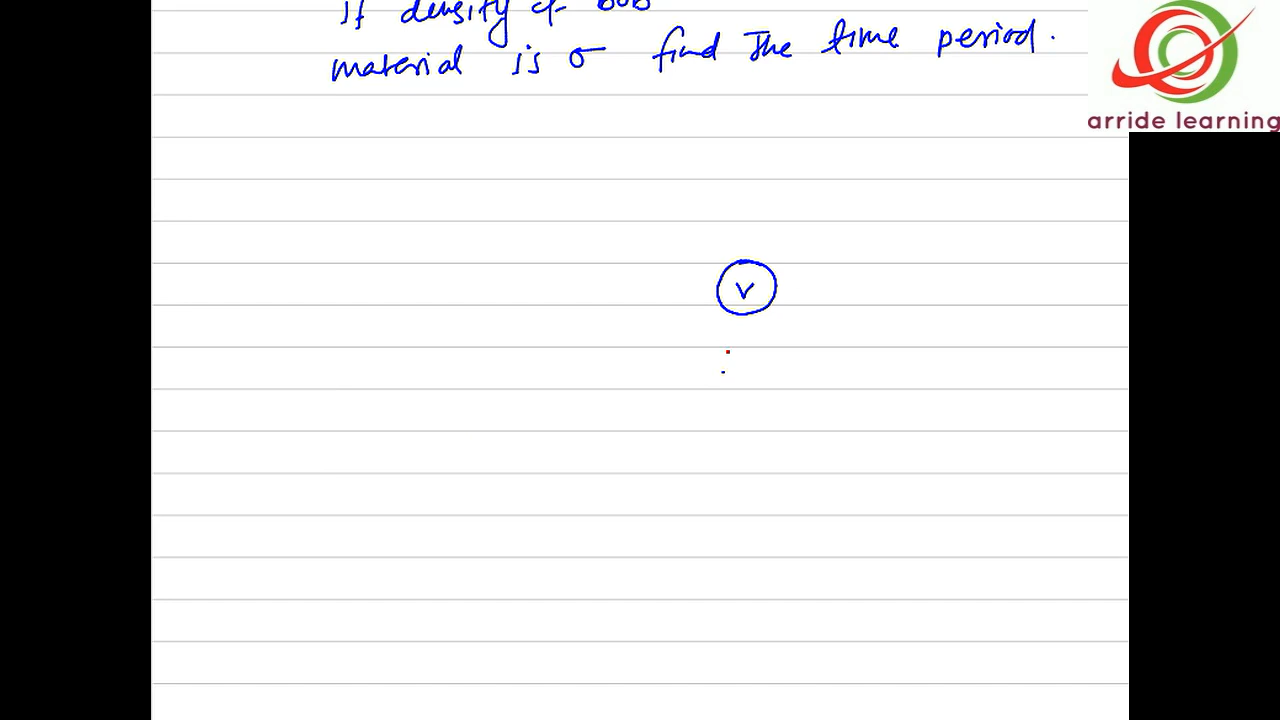 If density of bob
material is σ find the time period.
V
arride learning